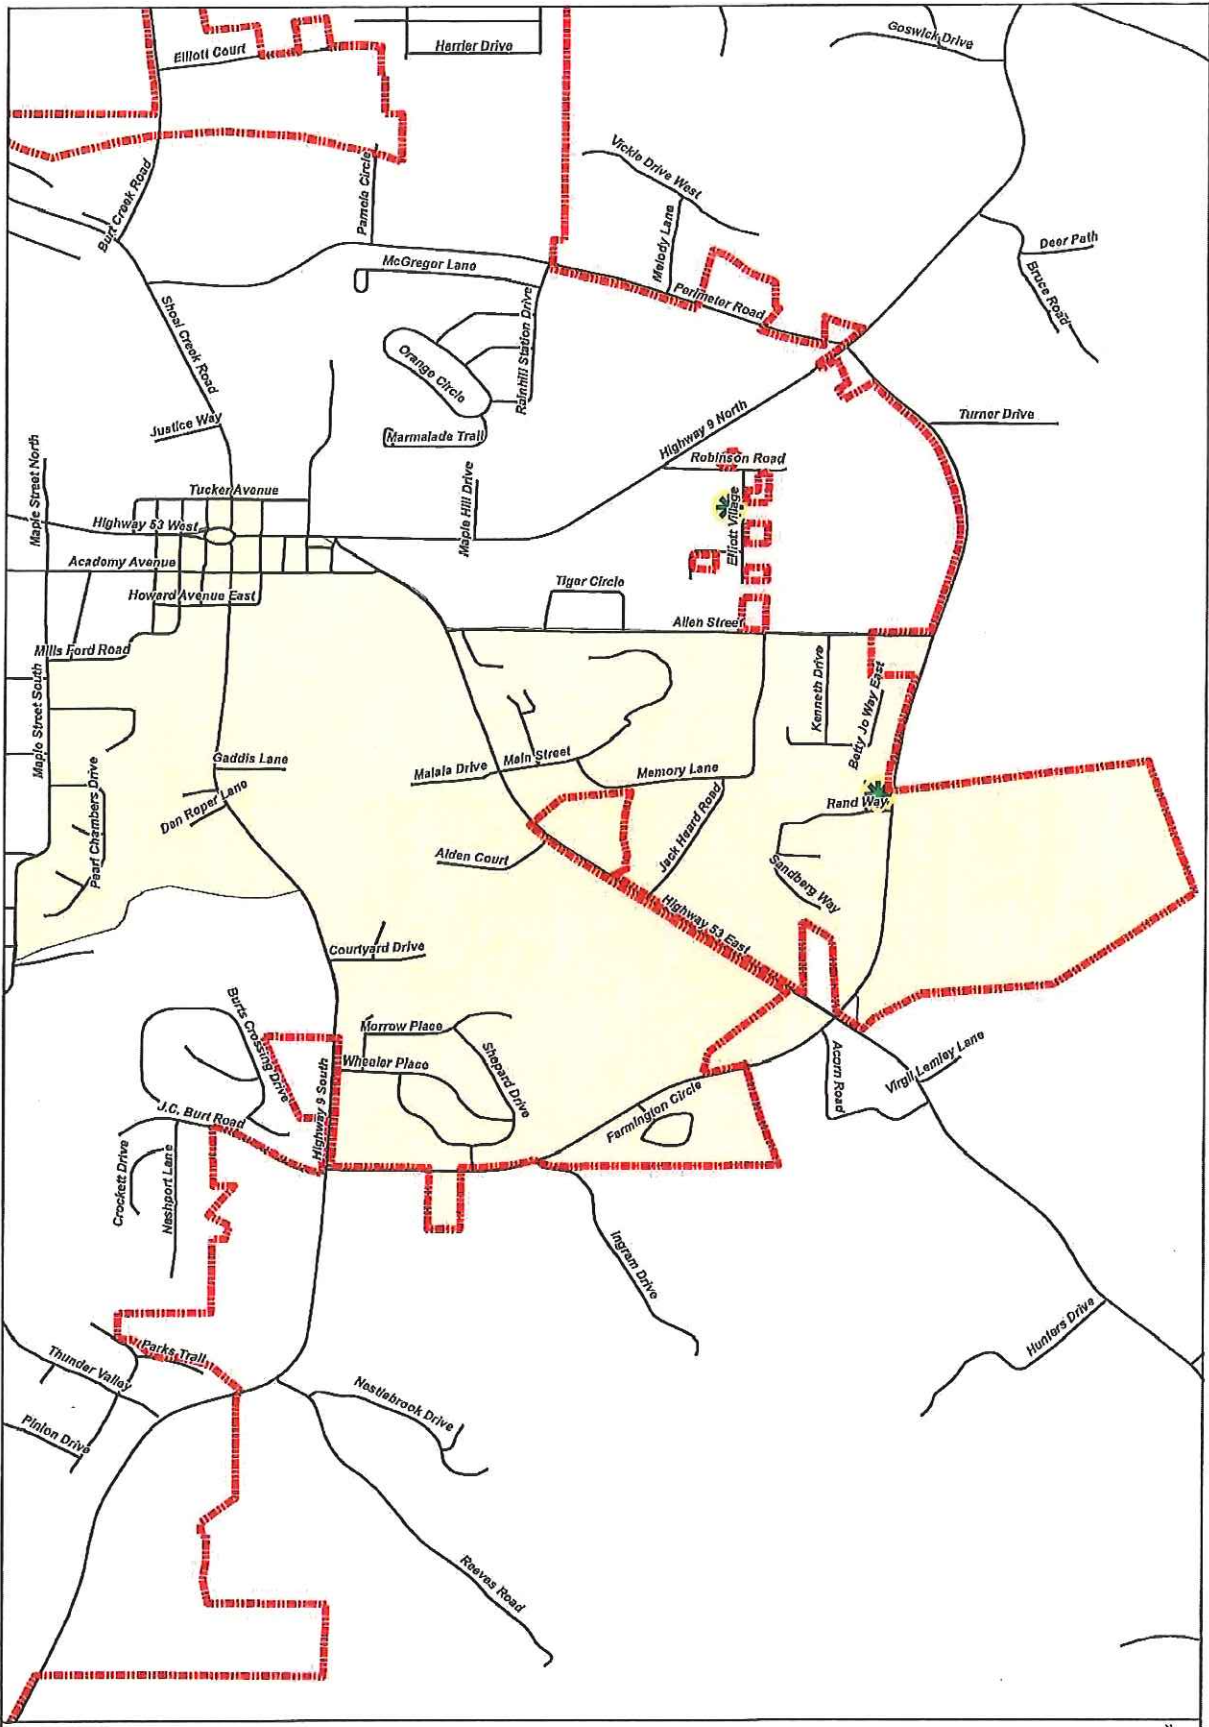 Elliott Court
Harrier Drive
Goswick Drive
Burt Creek Road
Pamela Circle
Vickie Drive West
Melody Lane
Deer Path
Bruce Road
McGregor Lane
Perimeter Road
Shoal Creek Road
Rainhill Station Drive
Orange Circle
Justice Way
Marmalade Trail
Highway 9 North
Turner Drive
Maple Street North
Robinson Road
Tucker Avenue
Maple Hill Drive
Elliott Village
Highway 53 West
Academy Avenue
Howard Avenue East
Tiger Circle
Allen Street
Mills Ford Road
Maple Street South
Kenneth Drive
Betty Jo Way East
Gaddis Lane
Main Street
Malala Drive
Memory Lane
Dan Roper Lane
Pearl Chambers Drive
Rand Way
Jack Heard Road
Alden Court
Sandberg Way
Highway 53 East
Courtyard Drive
Burts Crossing Drive
Morrow Place
Wheeler Place
Shepard Drive
Highway 9 South
Acorn Road
Virgil Lemley Lane
J.C. Burt Road
Farmington Circle
Crockett Drive
Nashport Lane
Ingram Drive
Hunters Drive
Parks Trail
Thunder Valley
Nestlebrook Drive
Pinion Drive
Reeves Road